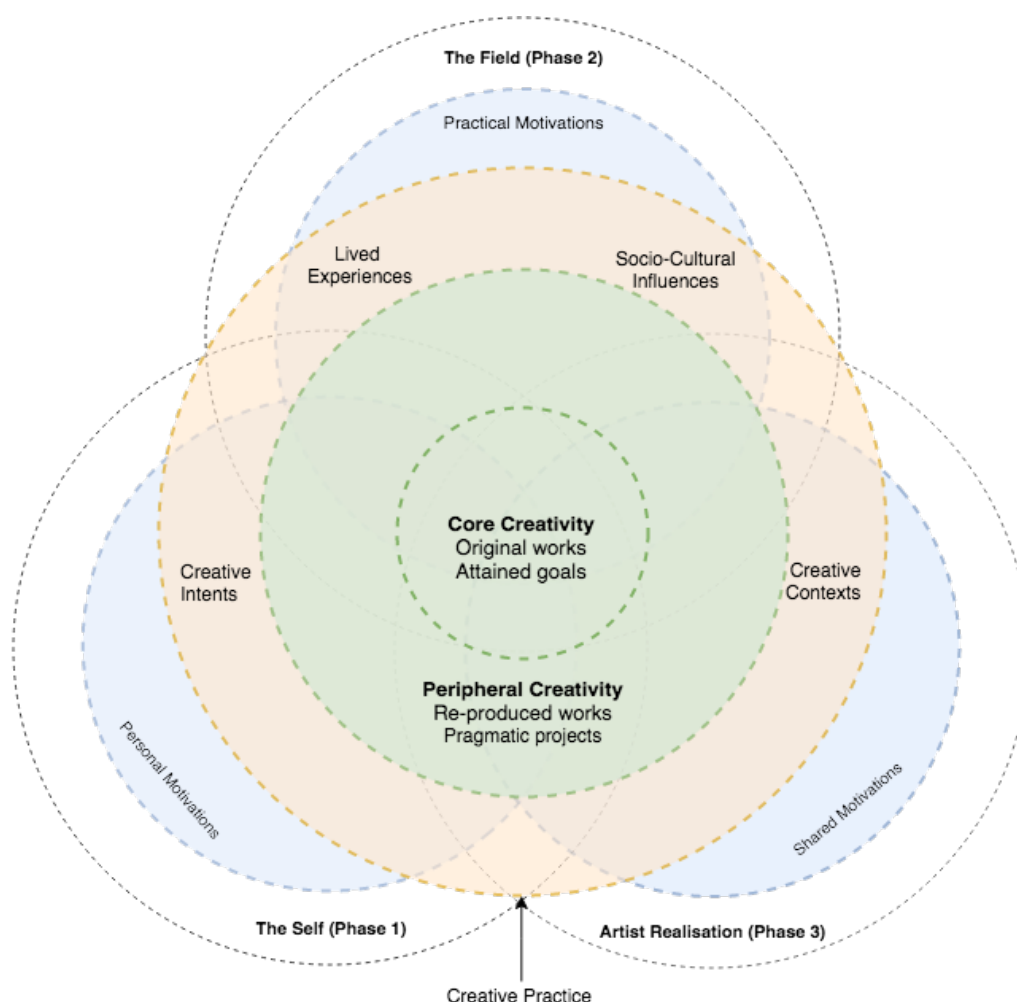 The Field (Phase 2)
Practical Motivations
Lived
Experiences
Socio-Cultural
Influences
Core Creativity
Original works
Attained goals
Creative
Intents
Creative
Contexts
Peripheral Creativity
Re-produced works
Pragmatic projects
Personal Motivations
Shared Motivations
The Self (Phase 1)
Artist Realisation (Phase 3)
Creative Practice